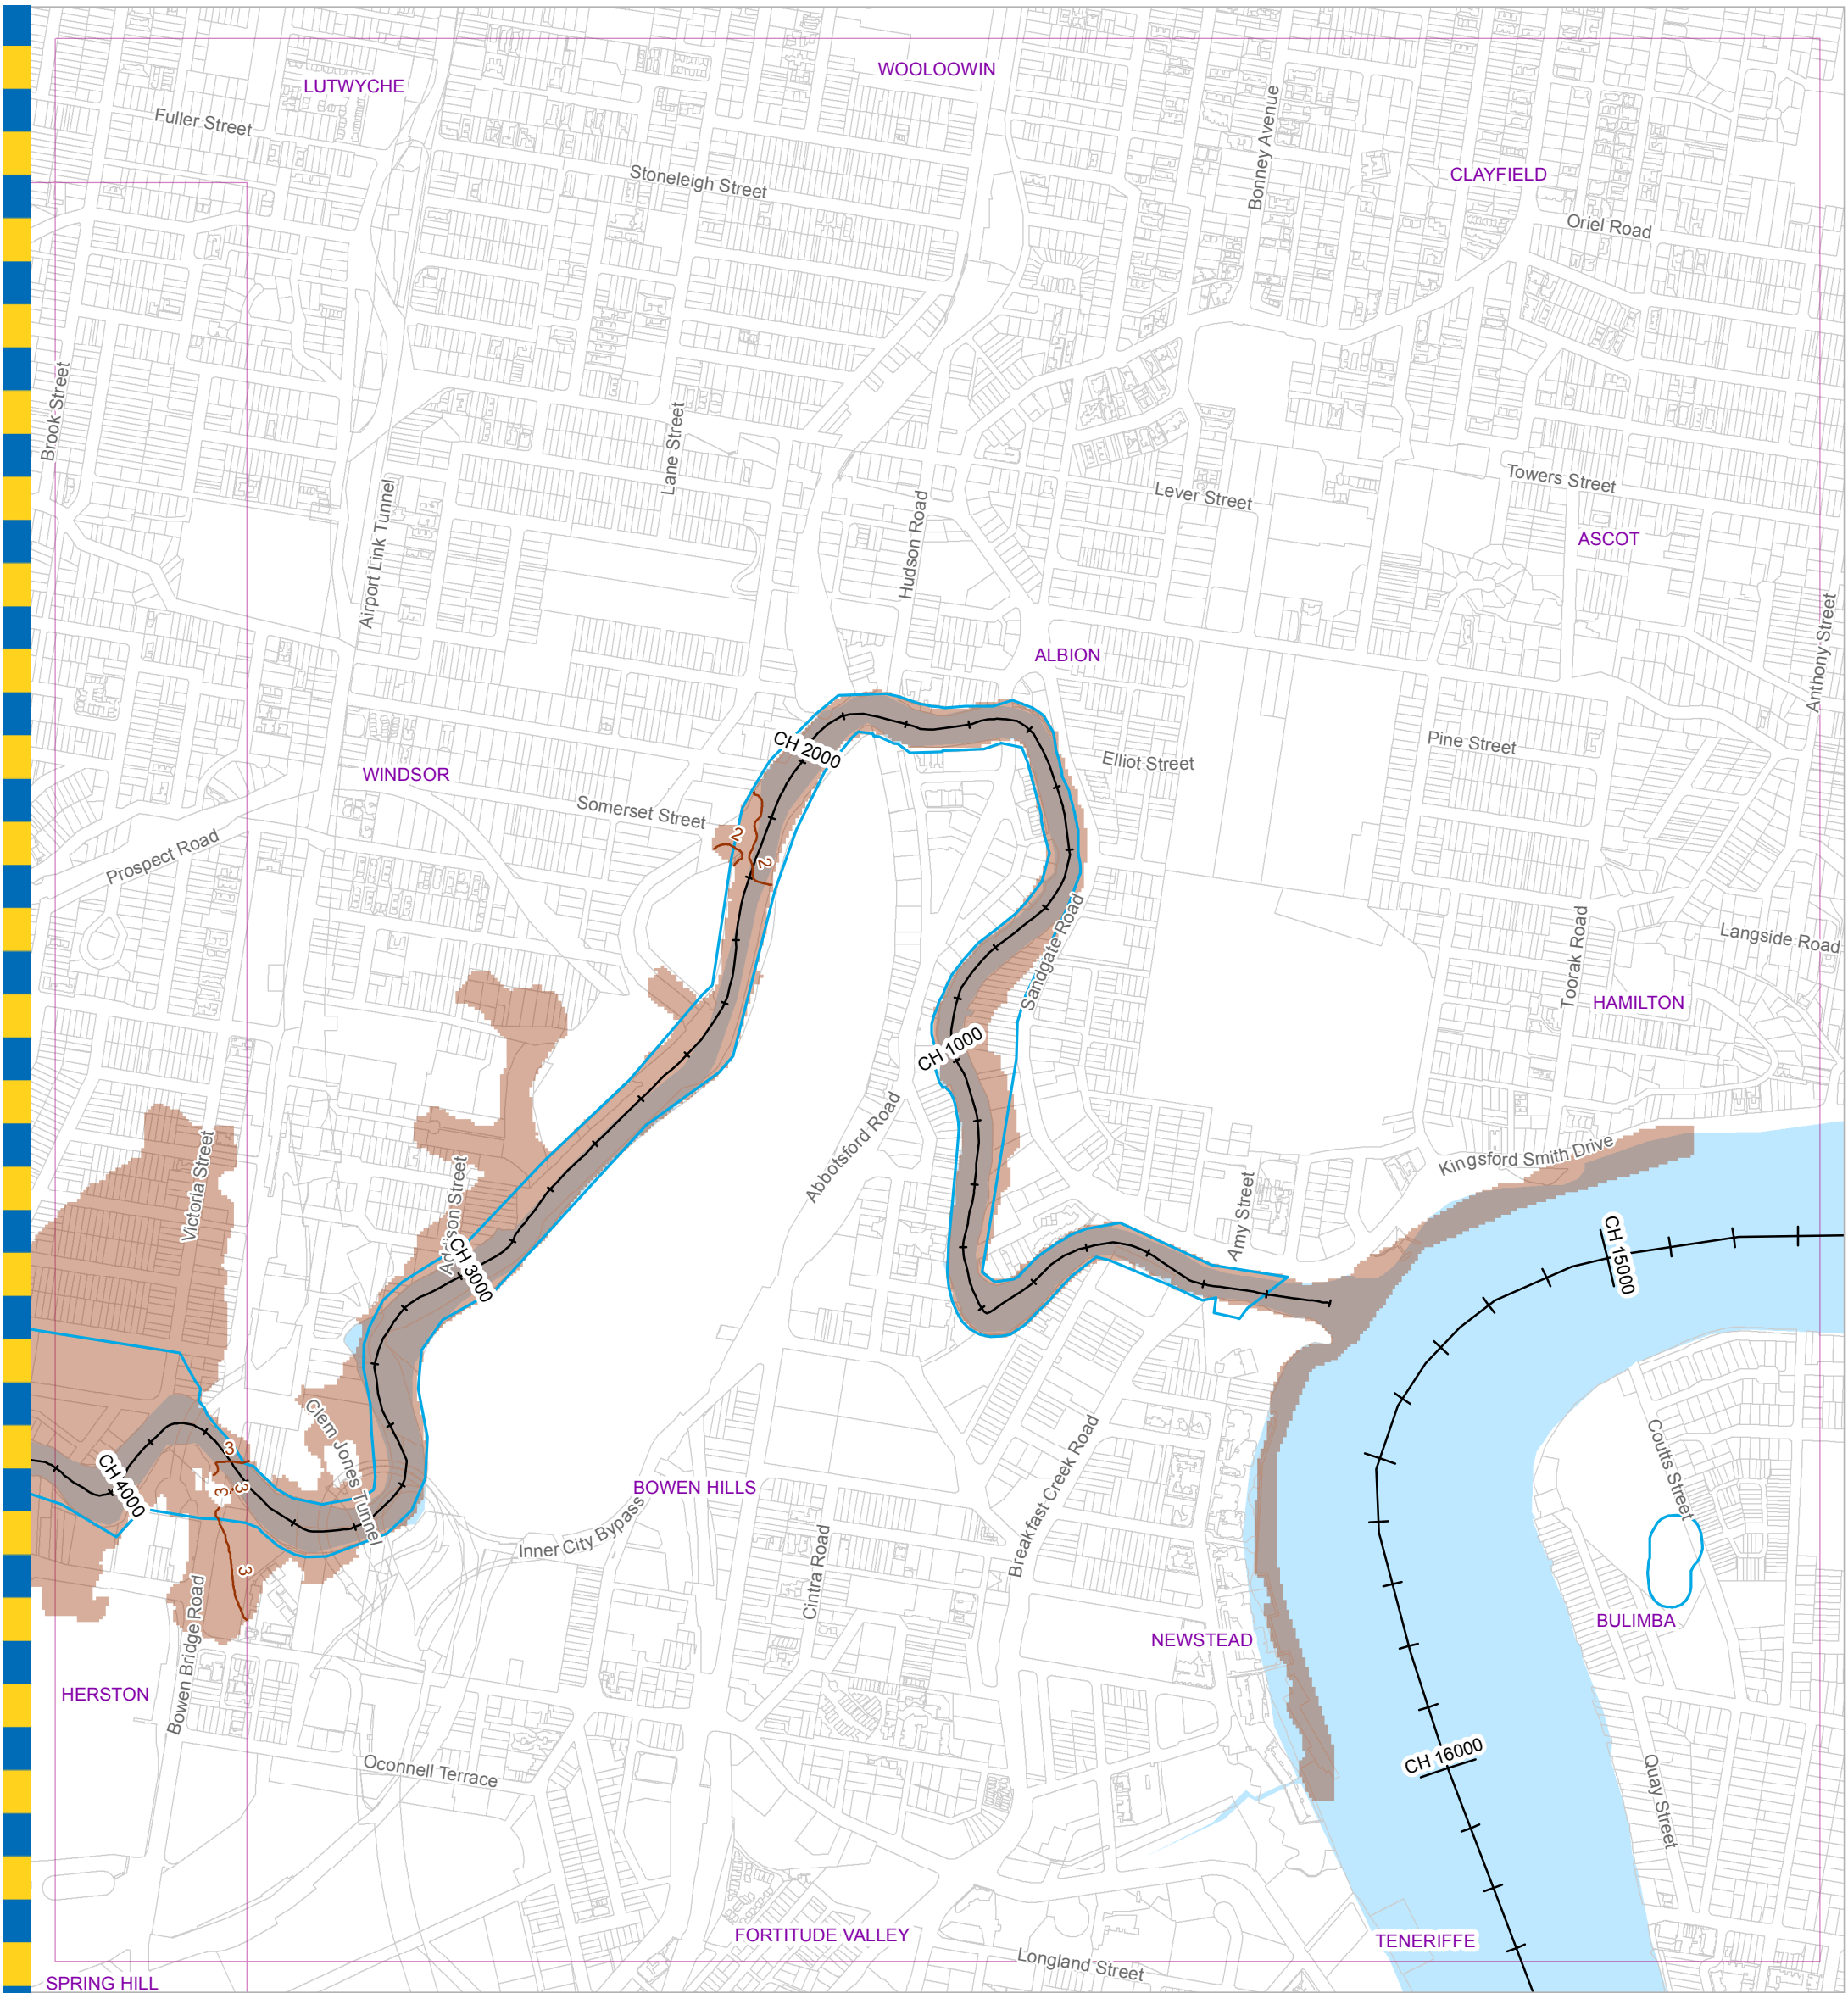 WOOLOOWIN
LUTWYCHE
Fuller Street
Bonney Avenue
Stoneleigh Street
CLAYFIELD
Oriel Road
Brook Street
Lane Street
Towers Street
Lever Street
Airport Link Tunnel
Hudson Road
ASCOT
Anthony Street
ALBION
CH 2000
Pine Street
Elliot Street
WINDSOR
Somerset Street
2
2
Prospect Road
Sandgate Road
Toorak Road
Langside Road
HAMILTON
CH 1000
Abbotsford Road
Kingsford Smith Drive
Victoria Street
Addison Street
Amy Street
CH 3000
CH 15000
Clem Jones Tunnel
3
CH 4000
3
3
BOWEN HILLS
Coutts Street
Breakfast Creek Road
Inner City Bypass
3
Cintra Road
BULIMBA
NEWSTEAD
Bowen Bridge Road
HERSTON
CH 16000
Oconnell Terrace
Quay Street
FORTITUDE VALLEY
TENERIFFE
Longland Street
SPRING HILL